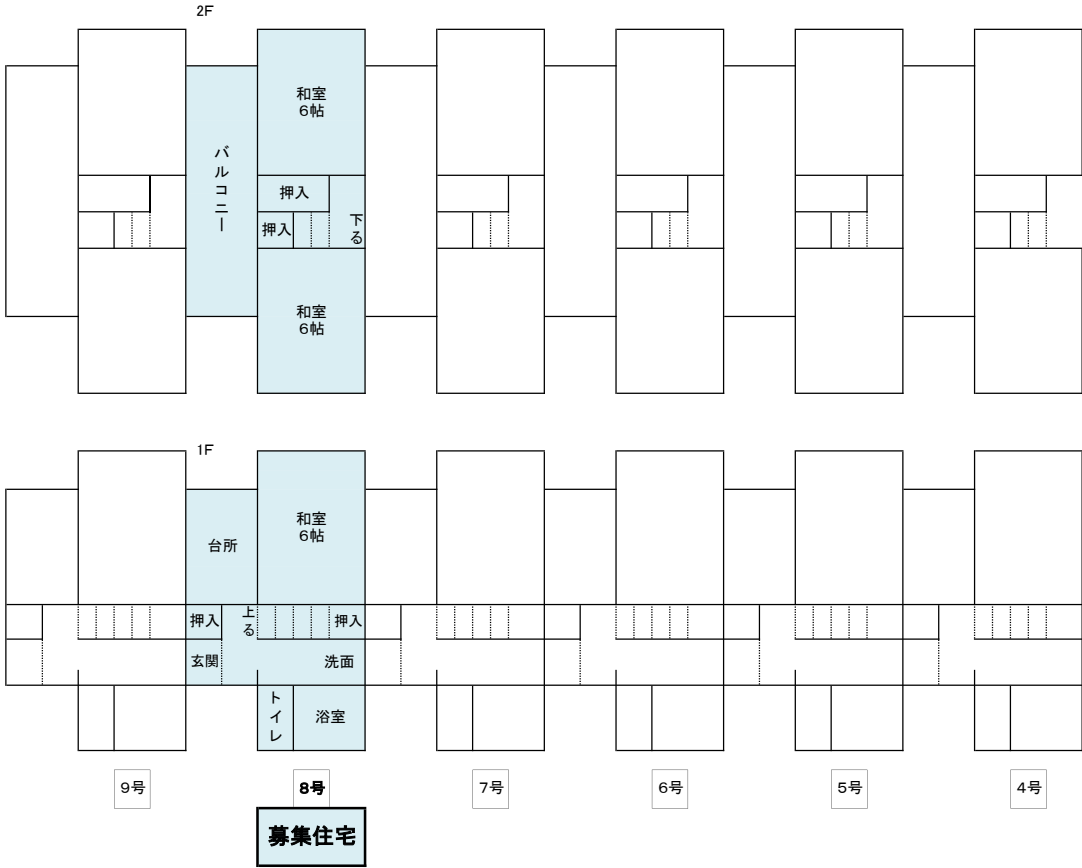 2F
和室
6帖
バルコニー
押入
押入
下る
和室
6帖
1F
和室
6帖
台所
押入
上る
押入
玄関
洗面
トイレ
浴室
9号
8号
7号
6号
5号
4号
募集住宅